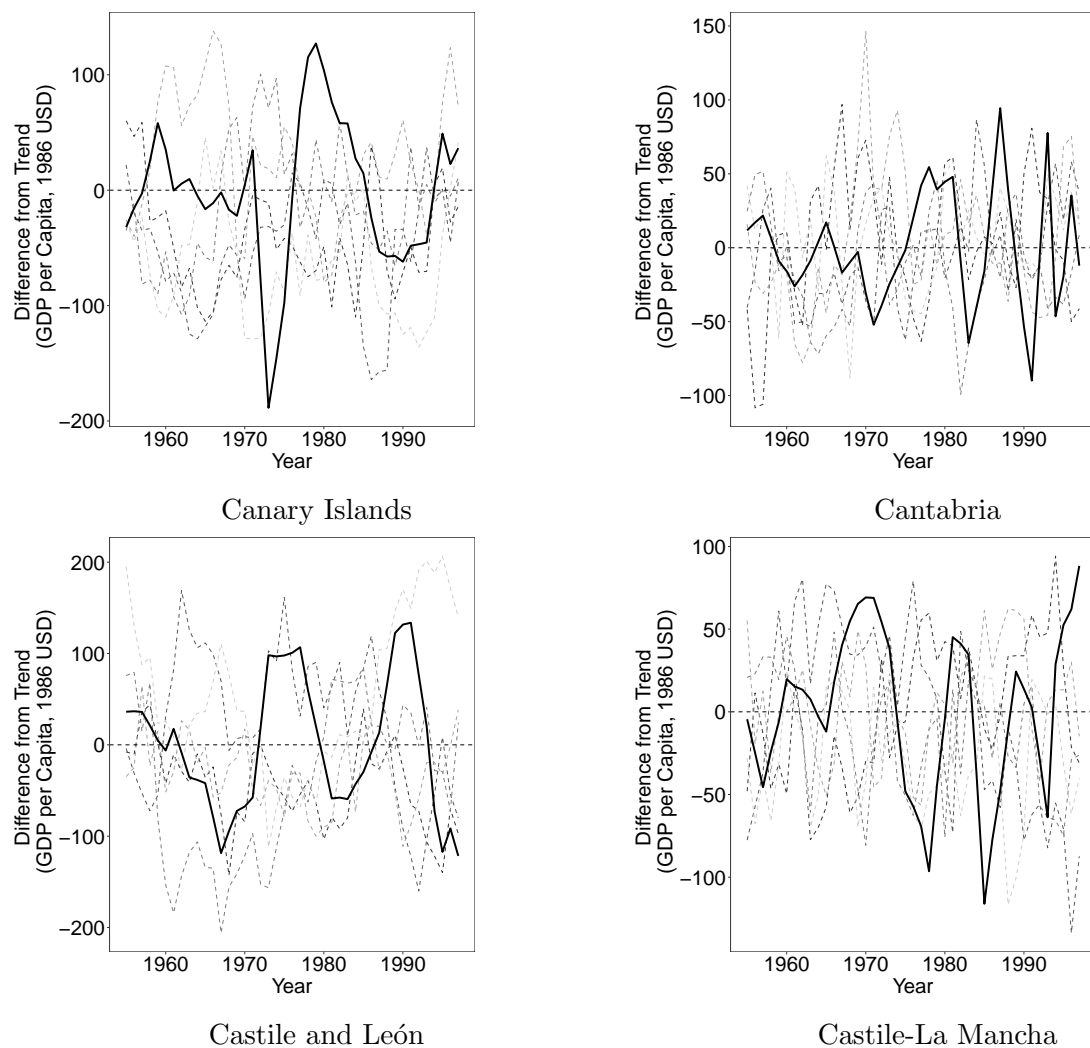 Difference from Trend
(GDP per Capita, 1986 USD)
100
0
−100
−200
1960 1970 1980 1990
Year
Canary Islands
Difference from Trend
(GDP per Capita, 1986 USD)
150
100
50
0
−50
−100
1960 1970 1980 1990
Year
Cantabria
Difference from Trend
(GDP per Capita, 1986 USD)
200
100
0
−100
−200
1960 1970 1980 1990
Year
Castile and León
Difference from Trend
(GDP per Capita, 1986 USD)
100
50
0
−50
−100
1960 1970 1980 1990
Year
Castile-La Mancha